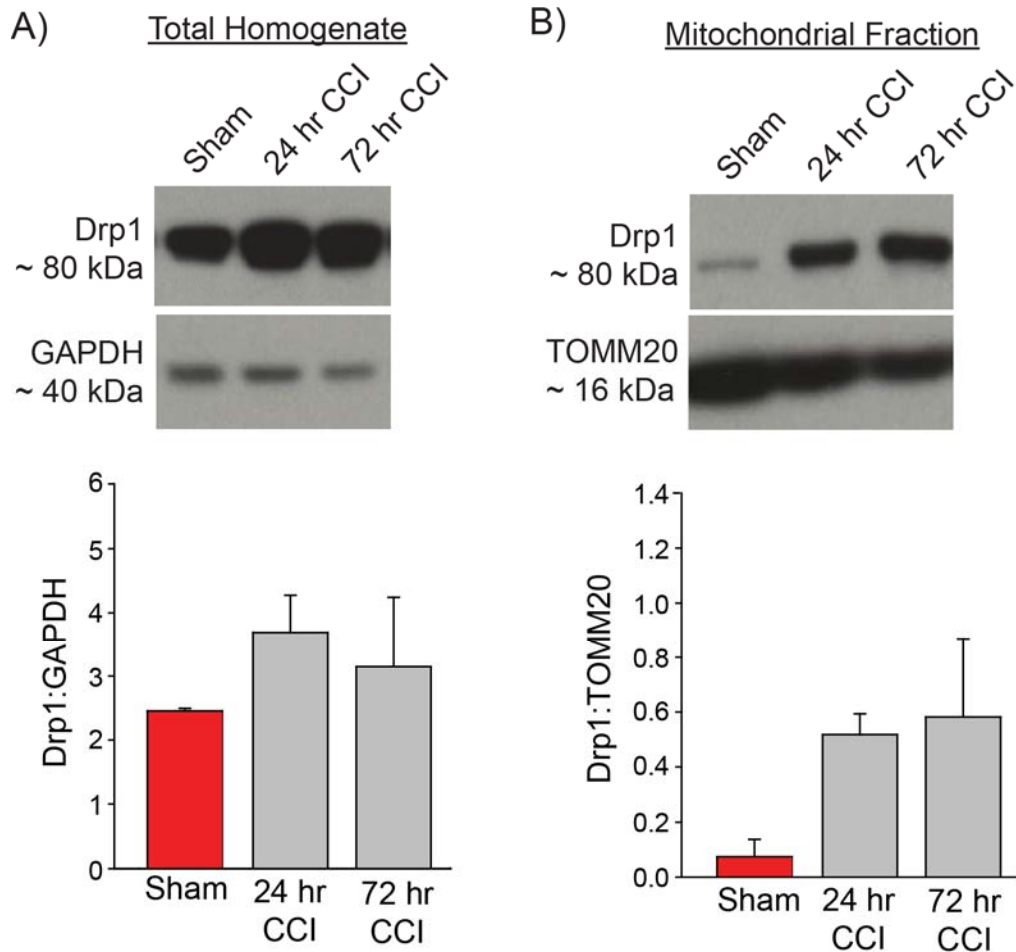 A)
Total Homogenate
Sham
24 hr CCI
72 hr CCI
Drp1
~ 80 kDa
GAPDH
~ 40 kDa
6
5
4
3
2
1
0
Drp1:GAPDH
Sham
24 hr
CCI
72 hr
CCI
B)
Mitochondrial Fraction
Sham
24 hr CCI
72 hr CCI
Drp1
~ 80 kDa
TOMM20
~ 16 kDa
1.4
1.2
1.0
0.8
0.6
0.4
0.2
0.0
Drp1:TOMM20
Sham
24 hr
CCI
72 hr
CCI